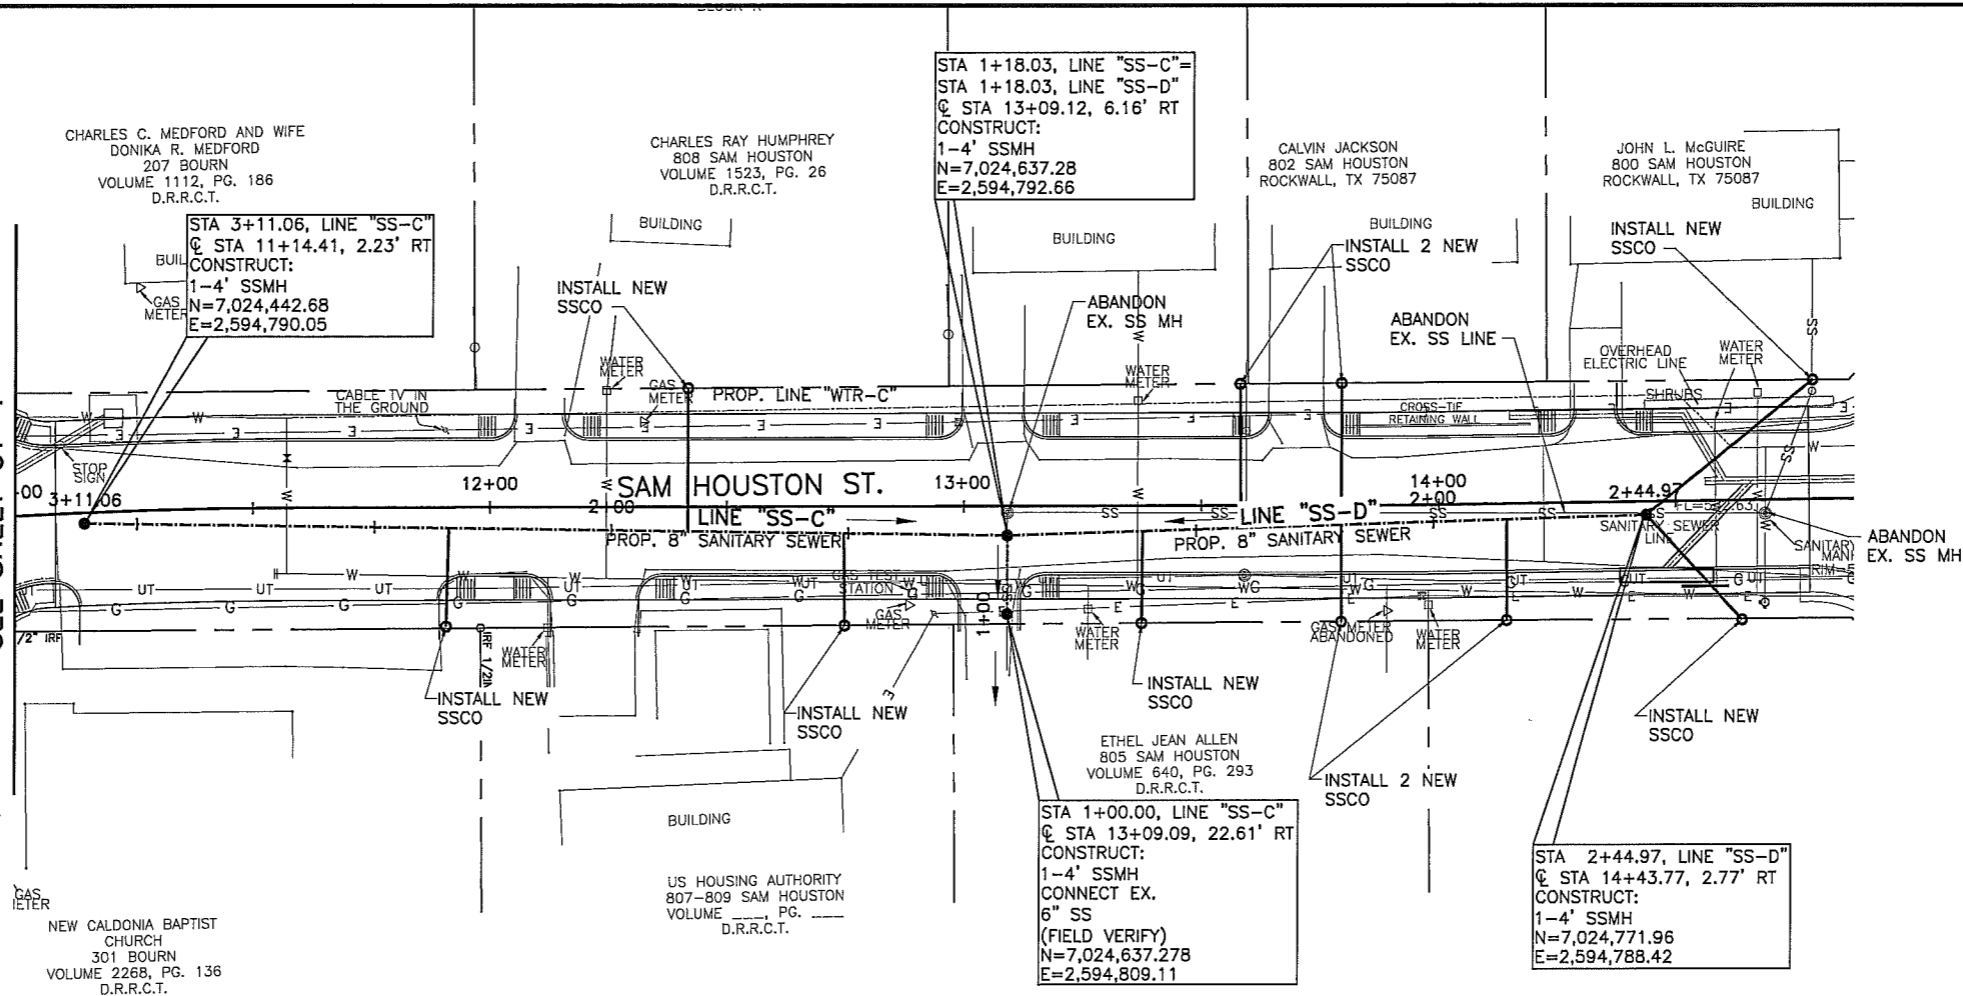 CHARLES C. MEDFORD AND WIFE
DONIKA R. MEDFORD
207 BOURN
VOLUME 1112, PG. 186
D.R.R.C.T.
STA 3+11.06, LINE "SS-C"
℄ STA 11+14.41, 2.23' RT
CONSTRUCT:
1-4' SSMH
N=7,024,442.68
E=2,594,790.05
GAS
METER
CHARLES RAY HUMPHREY
808 SAM HOUSTON
VOLUME 1523, PG. 26
D.R.R.C.T.
BUILDING
INSTALL NEW
SSCO
STA 1+18.03, LINE "SS-C"=
STA 1+18.03, LINE "SS-D"
℄ STA 13+09.12, 6.16' RT
CONSTRUCT:
1-4' SSMH
N=7,024,637.28
E=2,594,792.66
BUILDING
ABANDON
EX. SS MH
CALVIN JACKSON
802 SAM HOUSTON
ROCKWALL, TX 75087
BUILDING
INSTALL 2 NEW
SSCO
ABANDON
EX. SS LINE
JOHN L. McGUIRE
800 SAM HOUSTON
ROCKWALL, TX 75087
BUILDING
INSTALL NEW
SSCO
OVERHEAD
ELECTRIC LINE
WATER
METER
SHRUBS
CABLE TV IN
THE GROUND
WATER
METER
GAS
METER
PROP. LINE "WTR-C"
WATER
METER
CROSS-TIE
RETAINING WALL
STOP
SIGN
3+11.06
12+00
2+00
SAM HOUSTON ST.
13+00
14+00
2+00
2+44.97
LINE "SS-C"
PROP. 8" SANITARY SEWER
LINE "SS-D"
PROP. 8" SANITARY SEWER
SANITARY SEWER
LINE
ABANDON
EX. SS MH
GAS TEST
STATION
GAS
METER
1+00
WATER
METER
GAS METER
ABANDONED
WATER
METER
WATER
METER
IRF 1/2IN
/2" IRF
INSTALL NEW
SSCO
INSTALL NEW
SSCO
INSTALL NEW
SSCO
INSTALL 2 NEW
SSCO
INSTALL NEW
SSCO
ETHEL JEAN ALLEN
805 SAM HOUSTON
VOLUME 640, PG. 293
D.R.R.C.T.
BUILDING
US HOUSING AUTHORITY
807-809 SAM HOUSTON
VOLUME ___, PG. ___
D.R.R.C.T.
STA 1+00.00, LINE "SS-C"
℄ STA 13+09.09, 22.61' RT
CONSTRUCT:
1-4' SSMH
CONNECT EX.
6" SS
(FIELD VERIFY)
N=7,024,637.278
E=2,594,809.11
STA 2+44.97, LINE "SS-D"
℄ STA 14+43.77, 2.77' RT
CONSTRUCT:
1-4' SSMH
N=7,024,771.96
E=2,594,788.42
NEW CALDONIA BAPTIST
CHURCH
301 BOURN
VOLUME 2268, PG. 136
D.R.R.C.T.